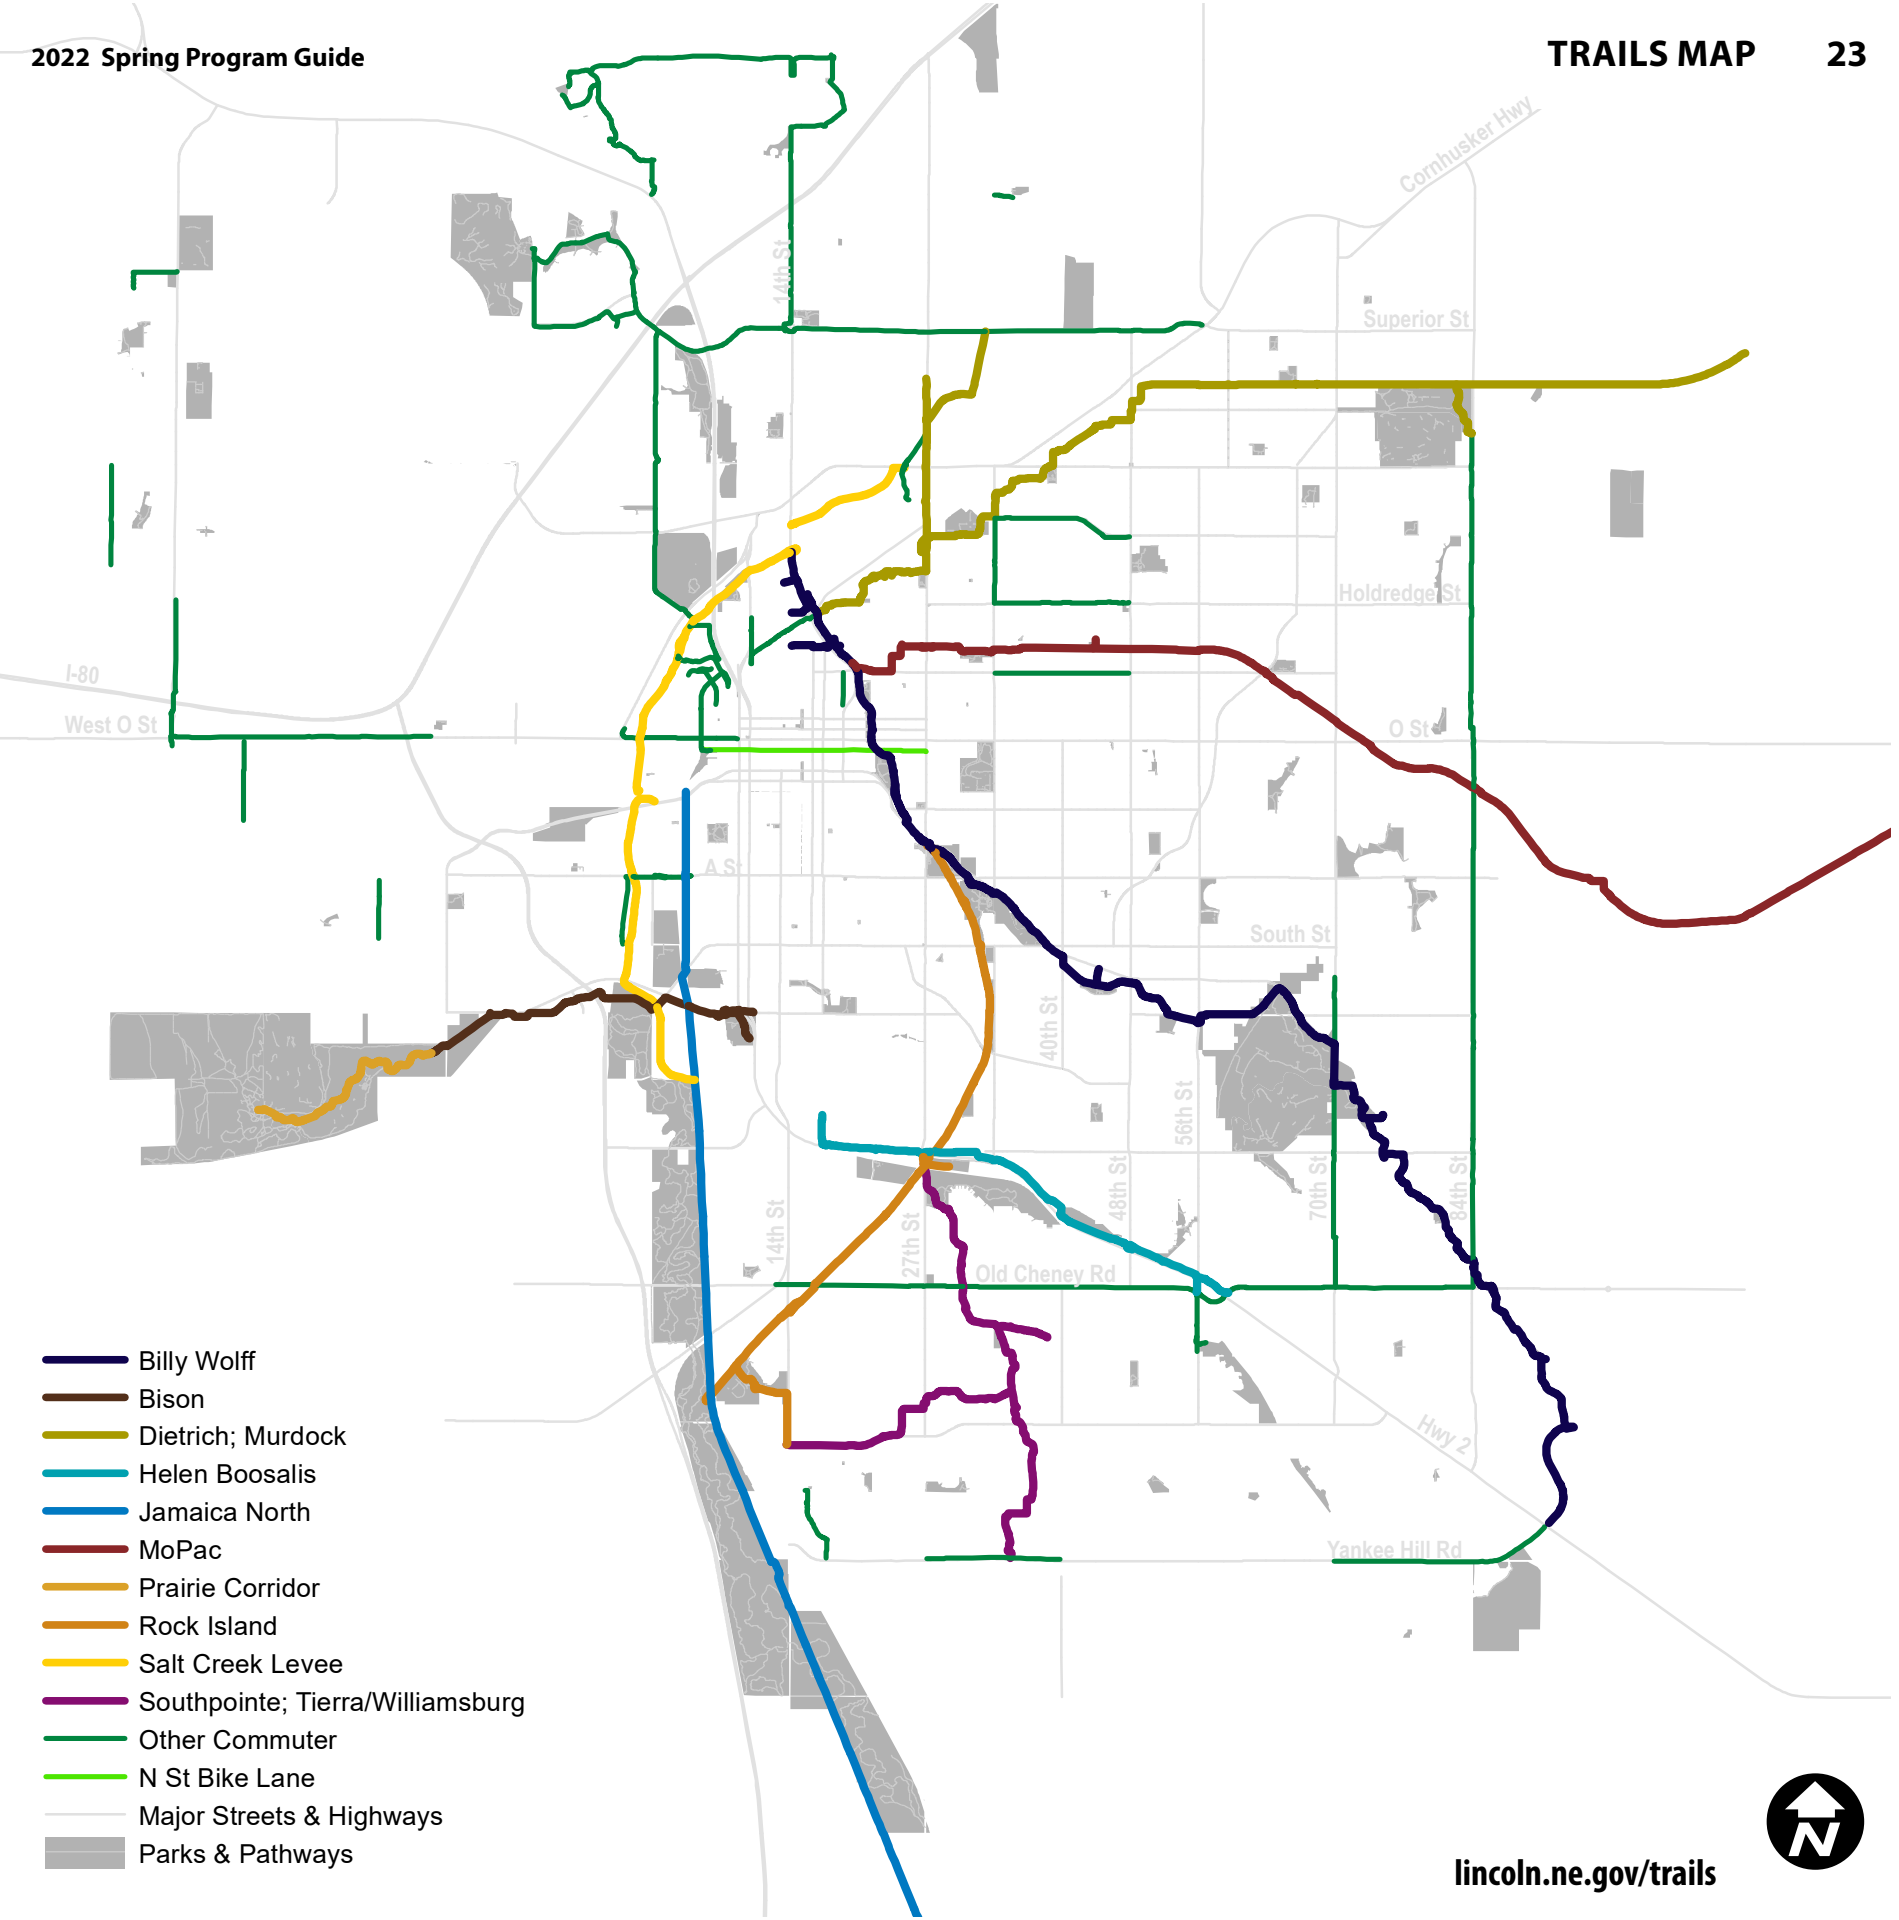 2022 Spring Program Guide
TRAILS MAP 23
Cornhusker Hwy
14th St
Superior St
Holdredge St
I-80
West O St
O St
A St
South St
40th St
56th St
48th St
70th St
84th St
14th St
27th St
Old Cheney Rd
Hwy 2
Yankee Hill Rd
Billy Wolff
Bison
Dietrich; Murdock
Helen Boosalis
Jamaica North
MoPac
Prairie Corridor
Rock Island
Salt Creek Levee
Southpointe; Tierra/Williamsburg
Other Commuter
N St Bike Lane
Major Streets & Highways
Parks & Pathways
N
lincoln.ne.gov/trails